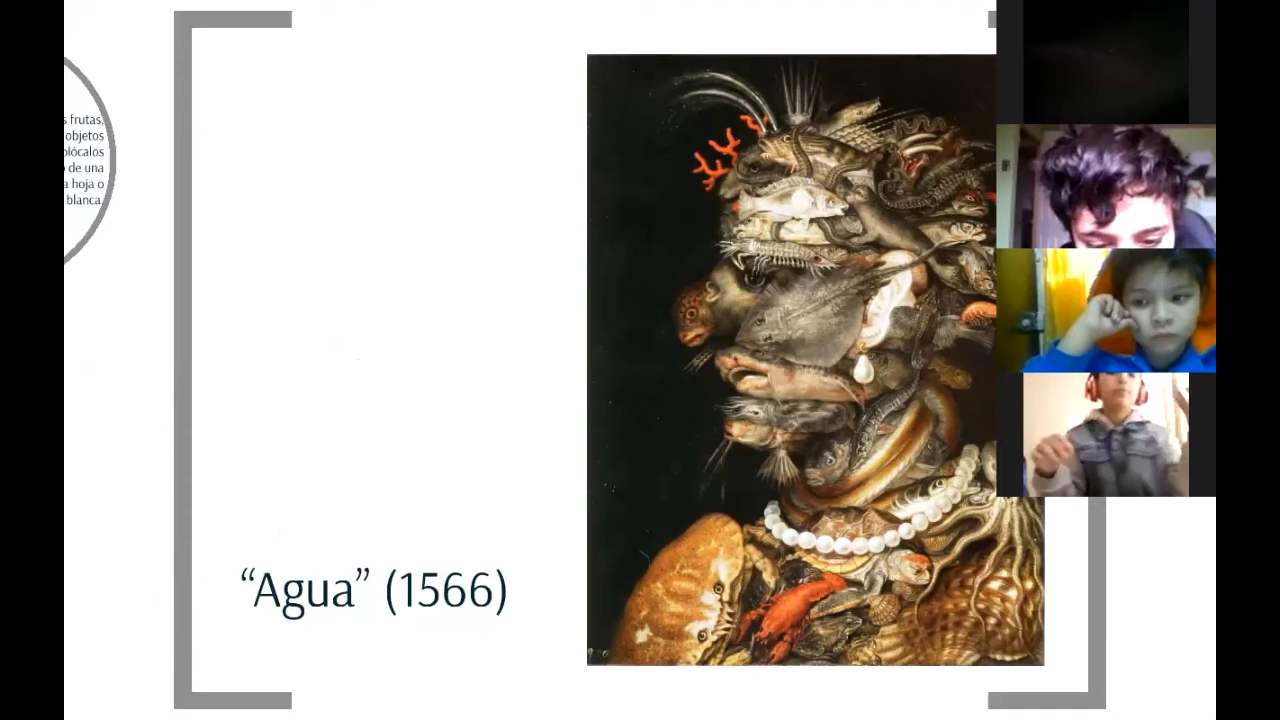 s frutas,
objetos
olócalos
o de una
a hoja o
blanca.
“Agua” (1566)